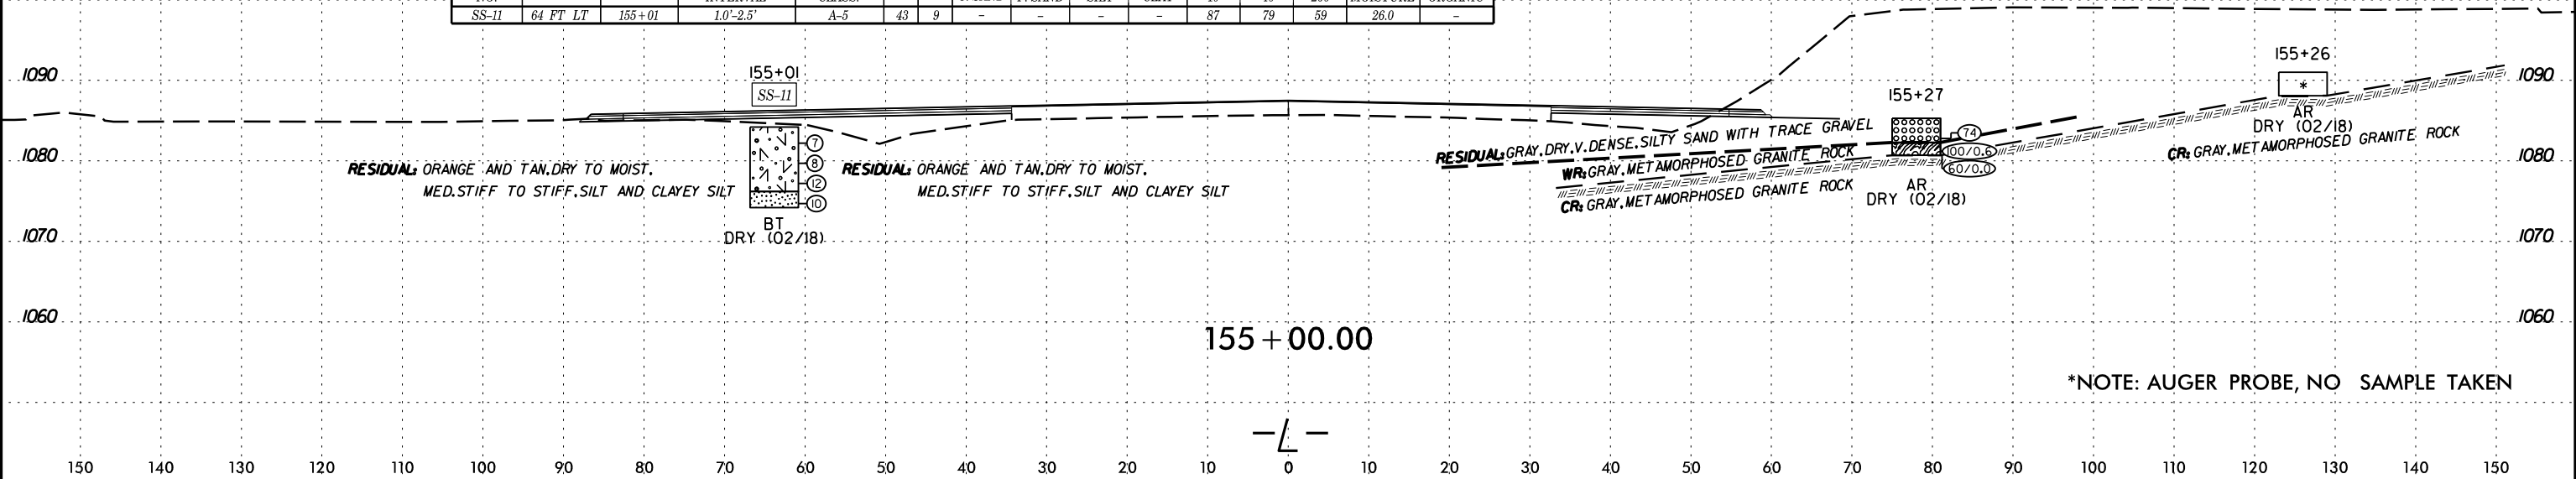 SS-11 64 FT LT 155+01 1.0'-2.5' A-5 43 9 - - - - 87 79 59 26.0 -
155+26
1090 155+01 * 1090
SS-11
155+27
AR
DRY (02/18)
RESIDUAL: GRAY, DRY, V. DENSE, SILTY SAND WITH TRACE GRAVEL
74
7
CR: GRAY, METAMORPHOSED GRANITE ROCK
1080 1080
WR: GRAY, METAMORPHOSED GRANITE ROCK
100/0.6
8
RESIDUAL: ORANGE AND TAN, DRY TO MOIST,
MED. STIFF TO STIFF, SILT AND CLAYEY SILT
RESIDUAL: ORANGE AND TAN, DRY TO MOIST,
MED. STIFF TO STIFF, SILT AND CLAYEY SILT
60/0.0
12
CR: GRAY, METAMORPHOSED GRANITE ROCK
AR
DRY (02/18)
10
BT
DRY (02/18)
1070 1070
1060 1060
155+00.00
*NOTE: AUGER PROBE, NO SAMPLE TAKEN
-L-
150 140 130 120 110 100 90 80 70 60 50 40 30 20 10 0 10 20 30 40 50 60 70 80 90 100 110 120 130 140 150